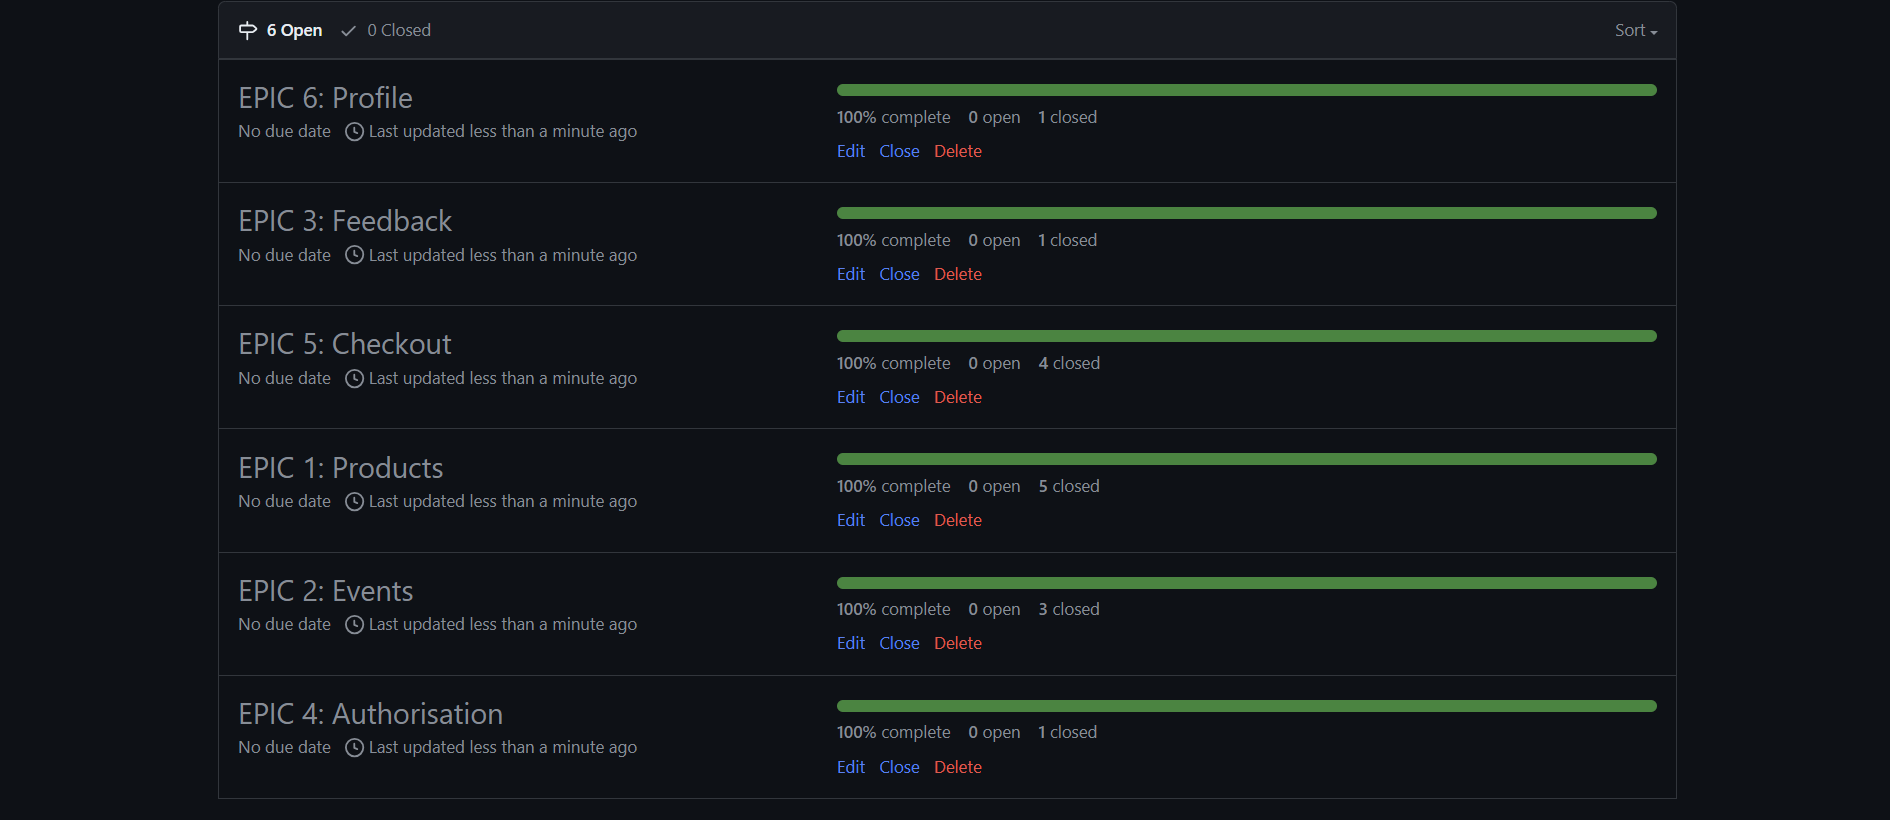 6 Open 0 Closed Sort
EPIC 6: Profile
No due date Last updated less than a minute ago
100% complete 0 open 1 closed
Edit Close Delete
EPIC 3: Feedback
No due date Last updated less than a minute ago
100% complete 0 open 1 closed
Edit Close Delete
EPIC 5: Checkout
No due date Last updated less than a minute ago
100% complete 0 open 4 closed
Edit Close Delete
EPIC 1: Products
No due date Last updated less than a minute ago
100% complete 0 open 5 closed
Edit Close Delete
EPIC 2: Events
No due date Last updated less than a minute ago
100% complete 0 open 3 closed
Edit Close Delete
EPIC 4: Authorisation
No due date Last updated less than a minute ago
100% complete 0 open 1 closed
Edit Close Delete